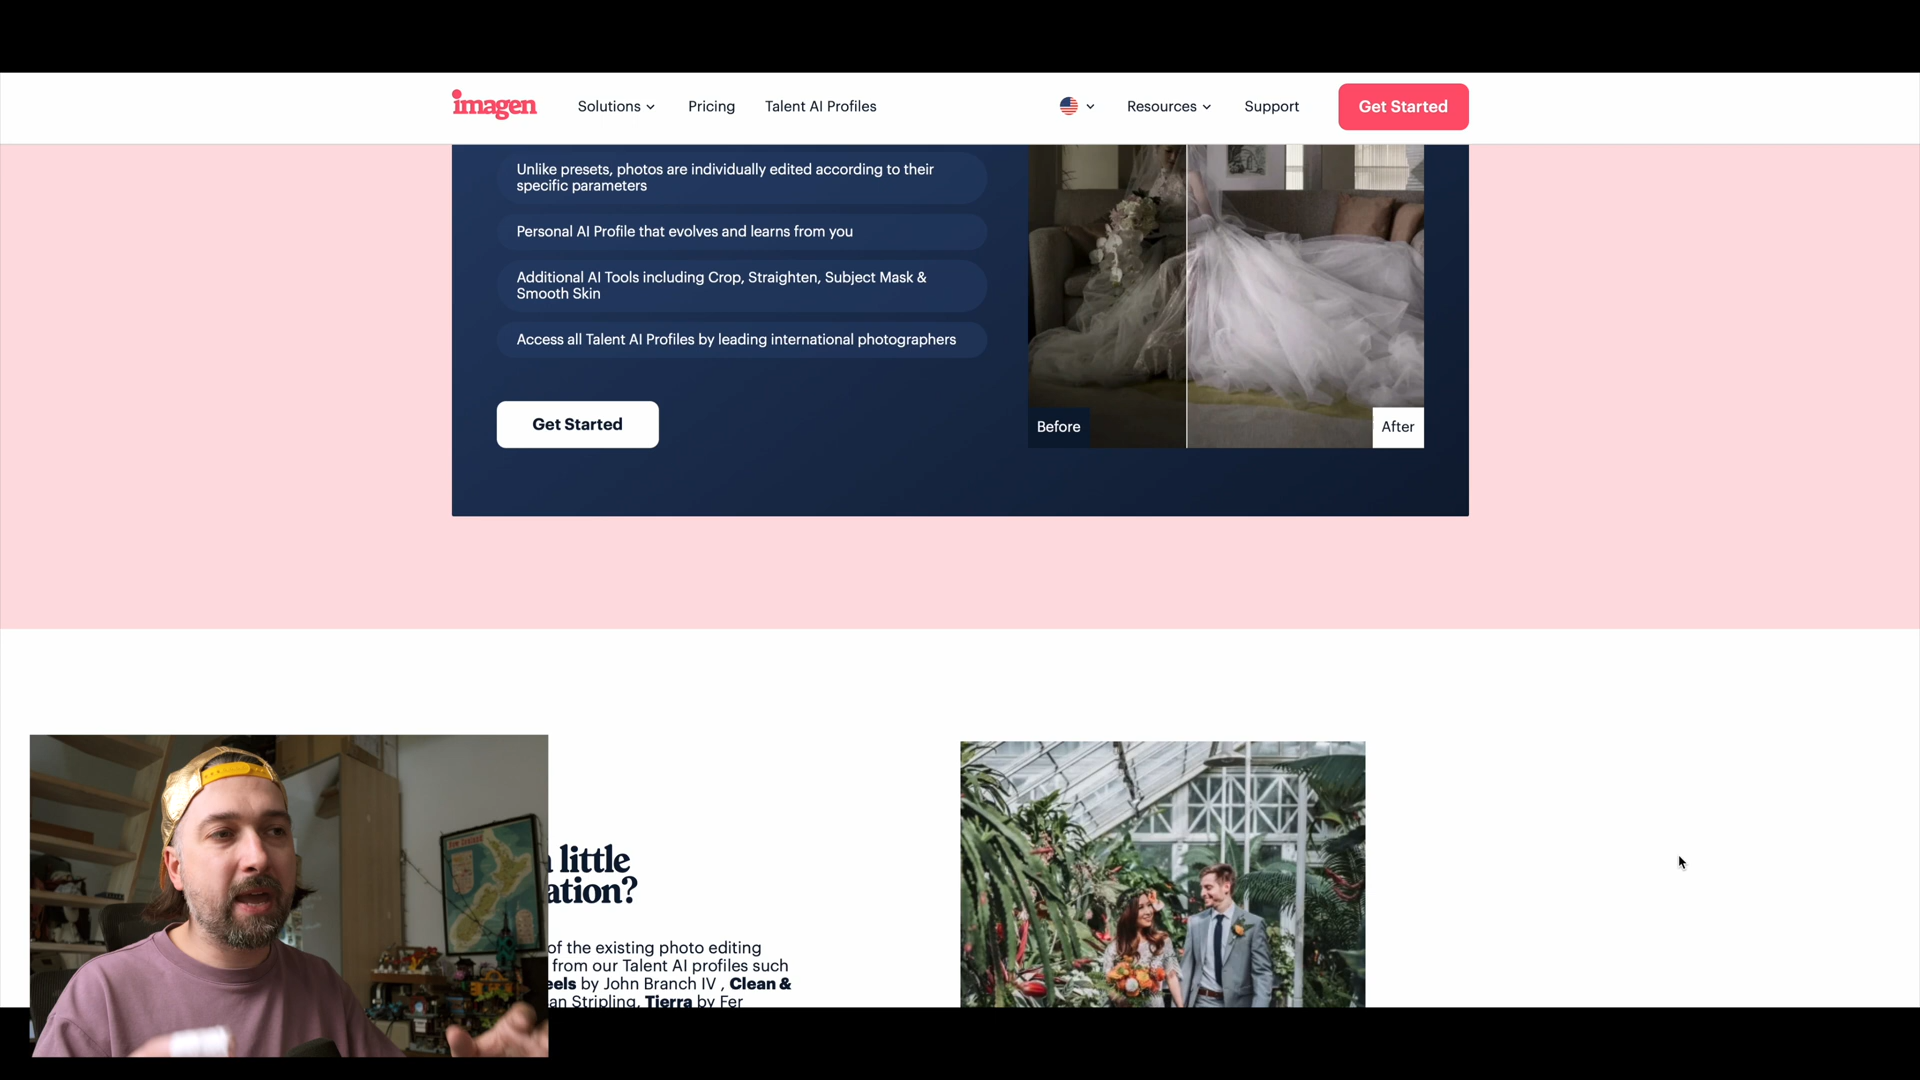 imagen
Solutions
Pricing
Talent AI Profiles
Resources
Support
Get Started
Unlike presets, photos are individually edited according to their
specific parameters
Personal AI Profile that evolves and learns from you
Additional AI Tools including Crop, Straighten, Subject Mask &
Smooth Skin
Access all Talent AI Profiles by leading international photographers
Get Started
Before
After
little
ation?
of the existing photo editing
from our Talent AI profiles such
eels by John Branch IV , Clean &
an Stripling, Tierra by Fer